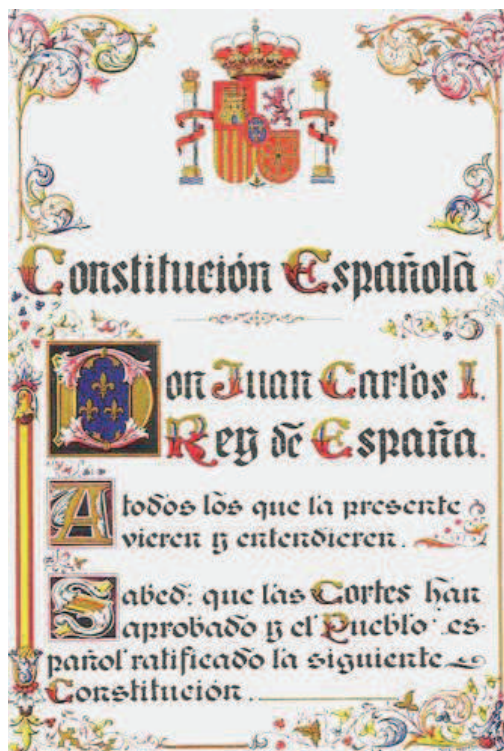 Constitución Española
Don Juan Carlos I,
Rey de España.
A todos los que la presente
vieren y entendieren.
Sabed: que las Cortes han
aprobado y el Pueblo es-
pañol ratificado la siguiente
Constitución.